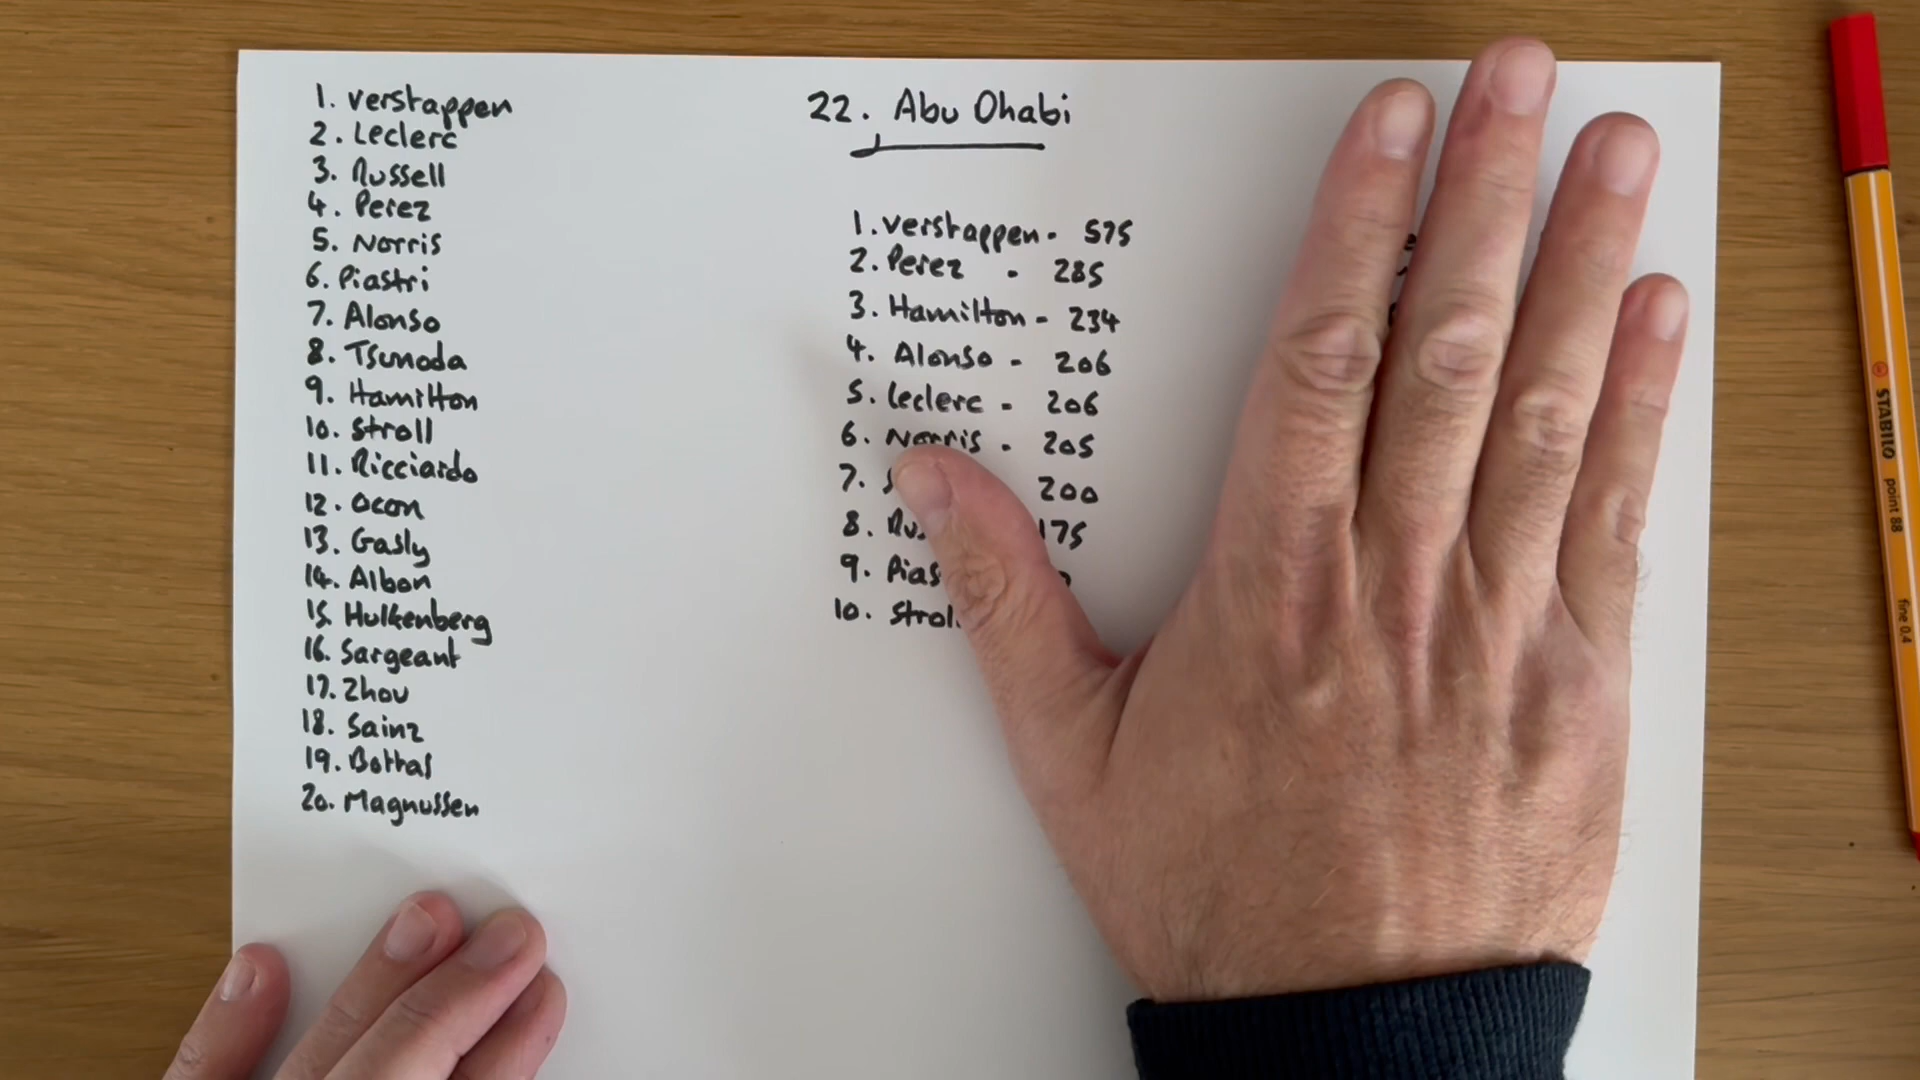 1. Verstappen
2. Leclerc
3. Russell
4. Perez
5. Norris
6. Piastri
7. Alonso
8. Tsunoda
9. Hamilton
10. Stroll
11. Ricciardo
12. Ocon
13. Gasly
14. Albon
15. Hulkenberg
16. Sargeant
17. Zhou
18. Sainz
19. Bottas
20. Magnussen
22. Abu Dhabi
1. Verstappen - 575
2. Perez - 285
3. Hamilton - 234
4. Alonso - 206
5. Leclerc - 206
6. Norris - 205
7. 200
8. 175
9.
10.
STABILO point 88 fine 0.4